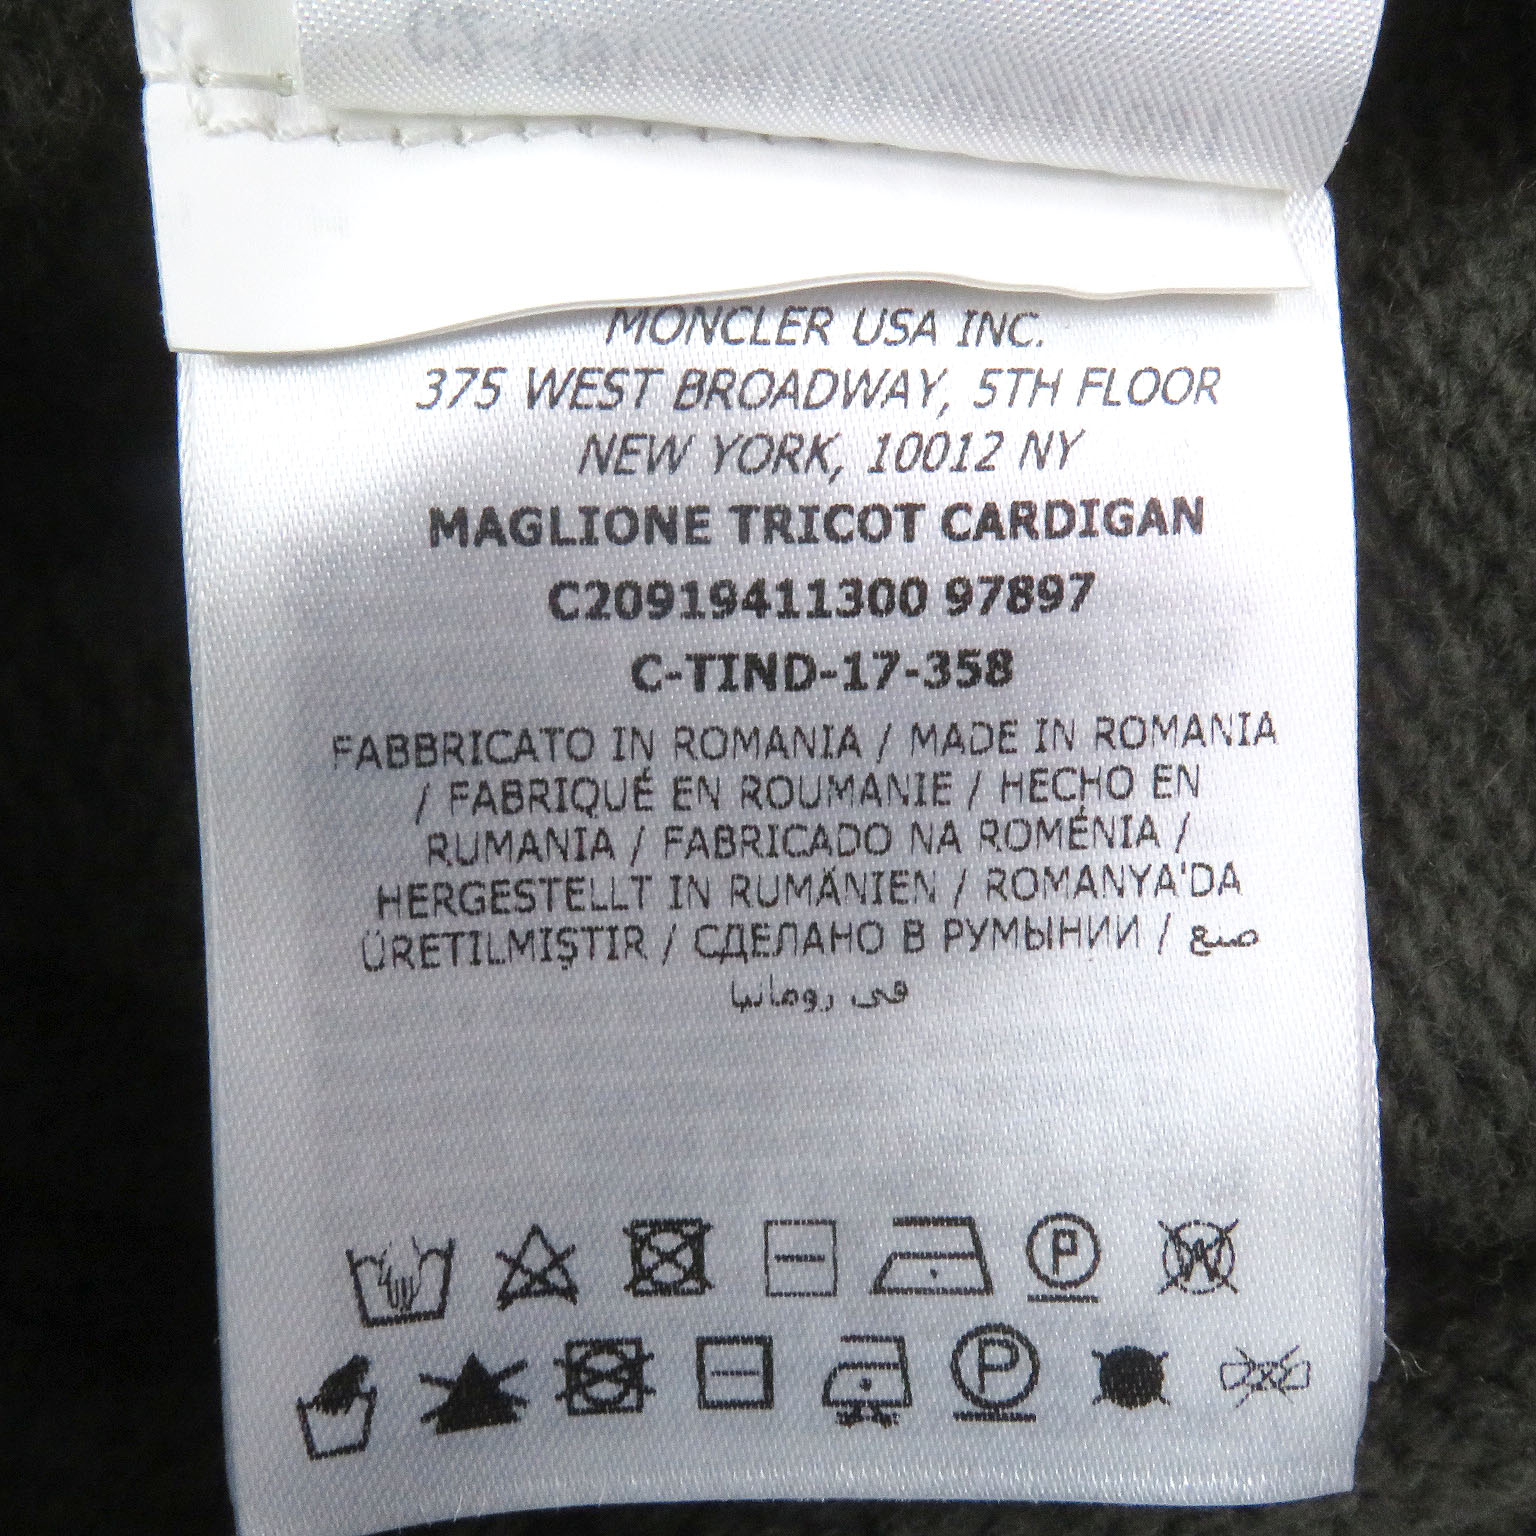 MONCLER USA INC.
375 WEST BROADWAY, 5TH FLOOR
NEW YORK, 10012 NY
MAGLIONE TRICOT CARDIGAN
C20919411300 97897
C-TIND-17-358
FABBRICATO IN ROMANIA / MADE IN ROMANIA
/ FABRIQUÉ EN ROUMANIE / HECHO EN
RUMANIA / FABRICADO NA ROMÉNIA /
HERGESTELLT IN RUMÄNIEN / ROMANYA'DA
ÜRETILMIŞTIR / СДЕЛАНО В РУМЫНИИ / صنع
في رومانيا
P W
P